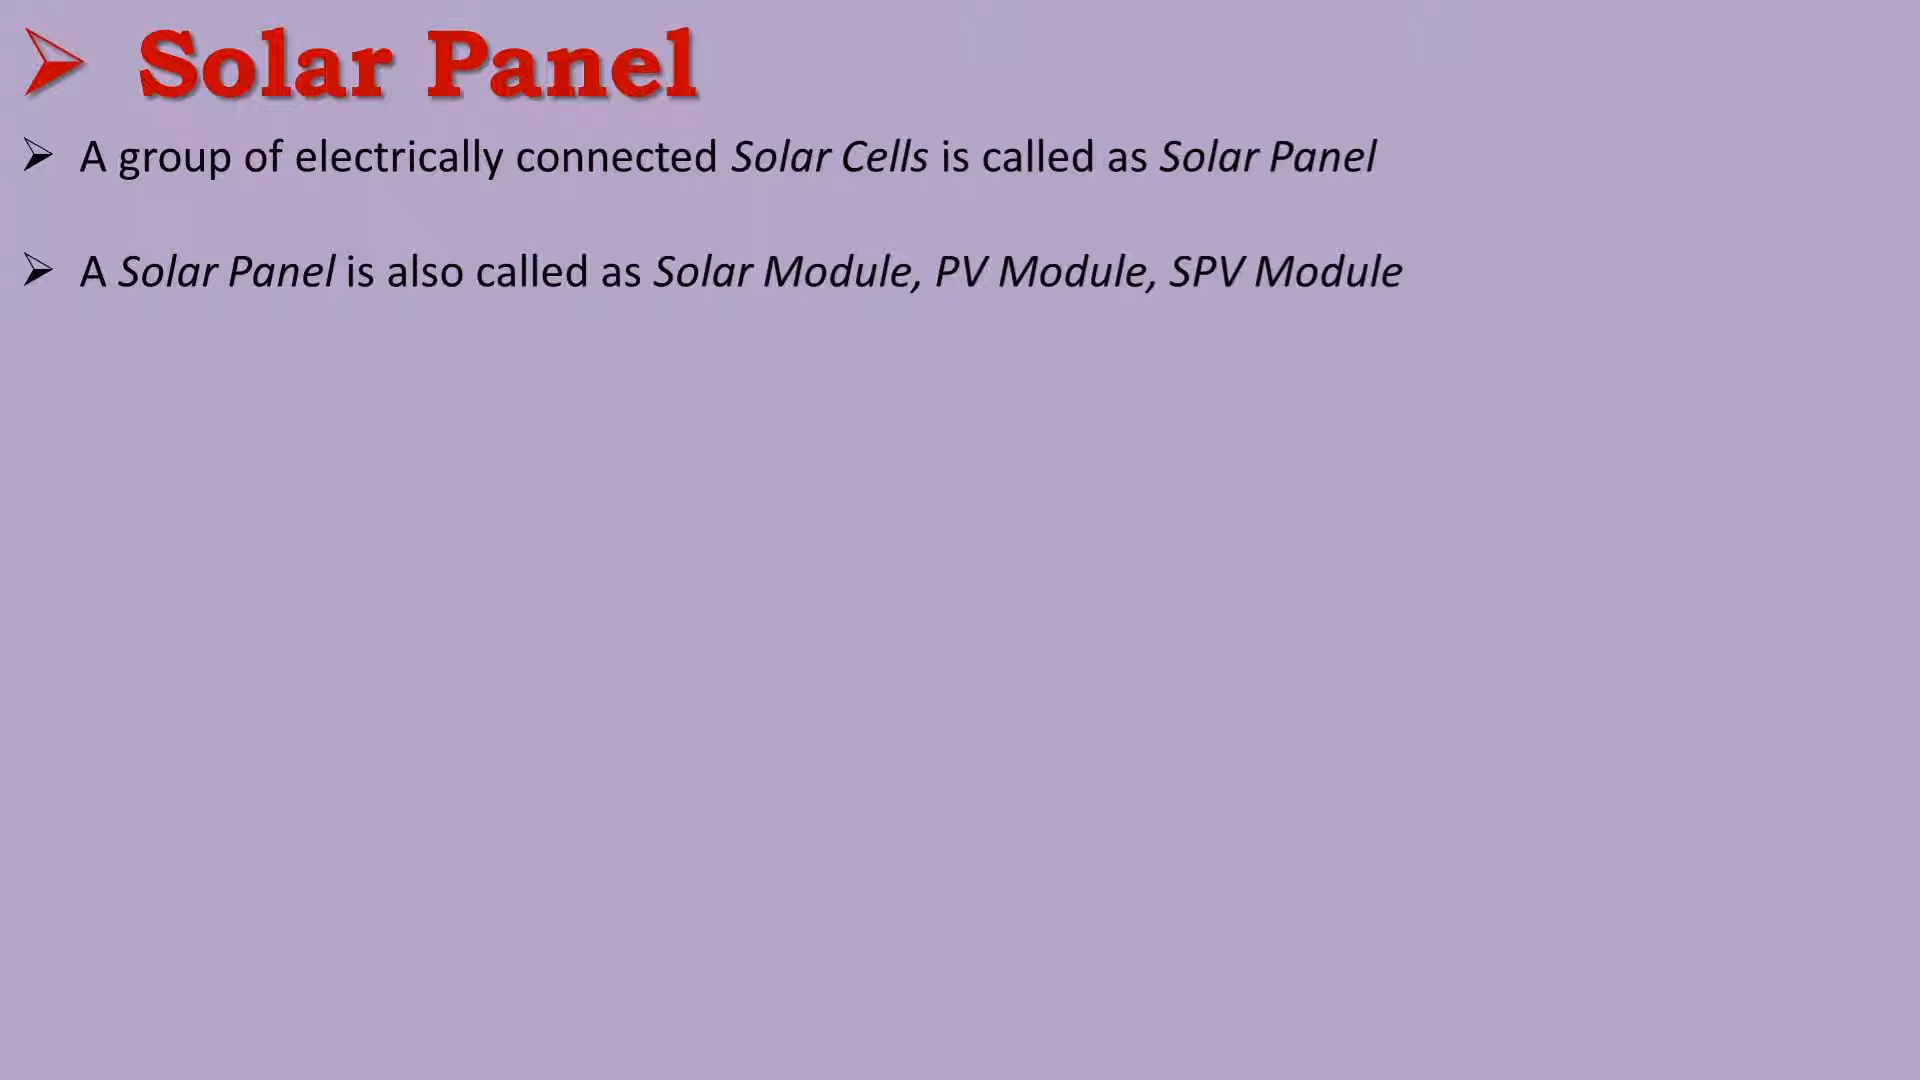 ➢ Solar Panel
➢ A group of electrically connected Solar Cells is called as Solar Panel
➢ A Solar Panel is also called as Solar Module, PV Module, SPV Module